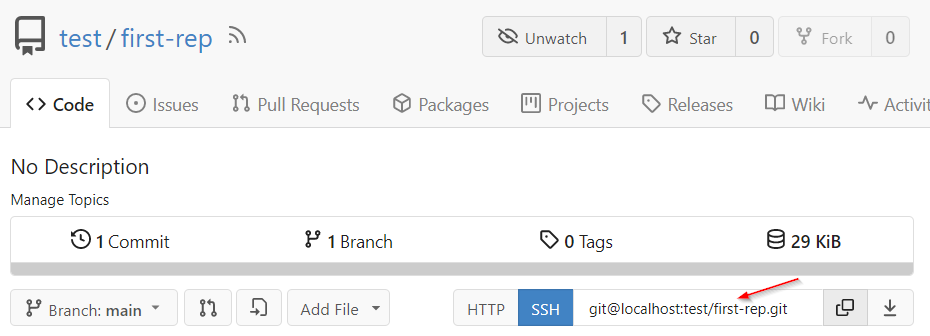 test / first-rep Unwatch 1 Star 0 Fork 0
Code Issues Pull Requests Packages Projects Releases Wiki Activit
No Description
Manage Topics
1 Commit 1 Branch 0 Tags 29 KiB
Branch: main Add File HTTP SSH git@localhost:test/first-rep.git